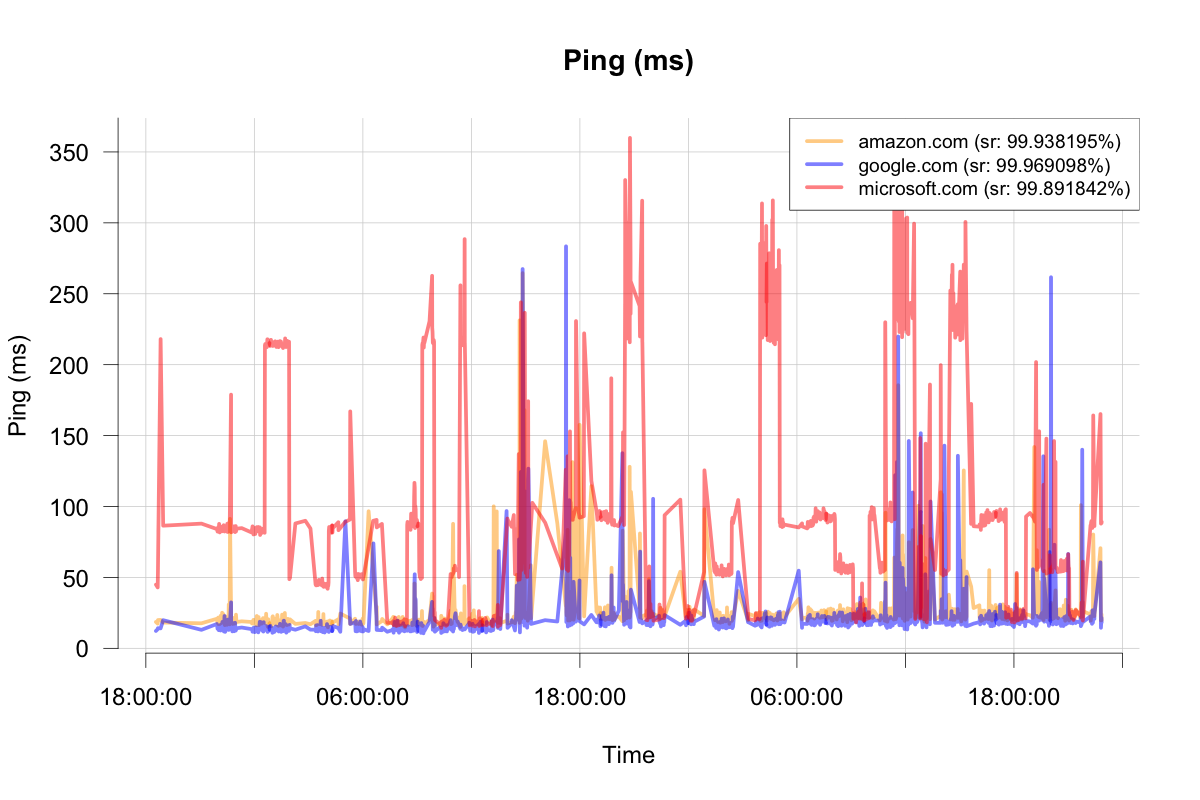 Ping (ms)
amazon.com (sr: 99.938195%)
google.com (sr: 99.969098%)
microsoft.com (sr: 99.891842%)
Ping (ms)
350
300
250
200
150
100
50
0
18:00:00
06:00:00
18:00:00
06:00:00
18:00:00
Time